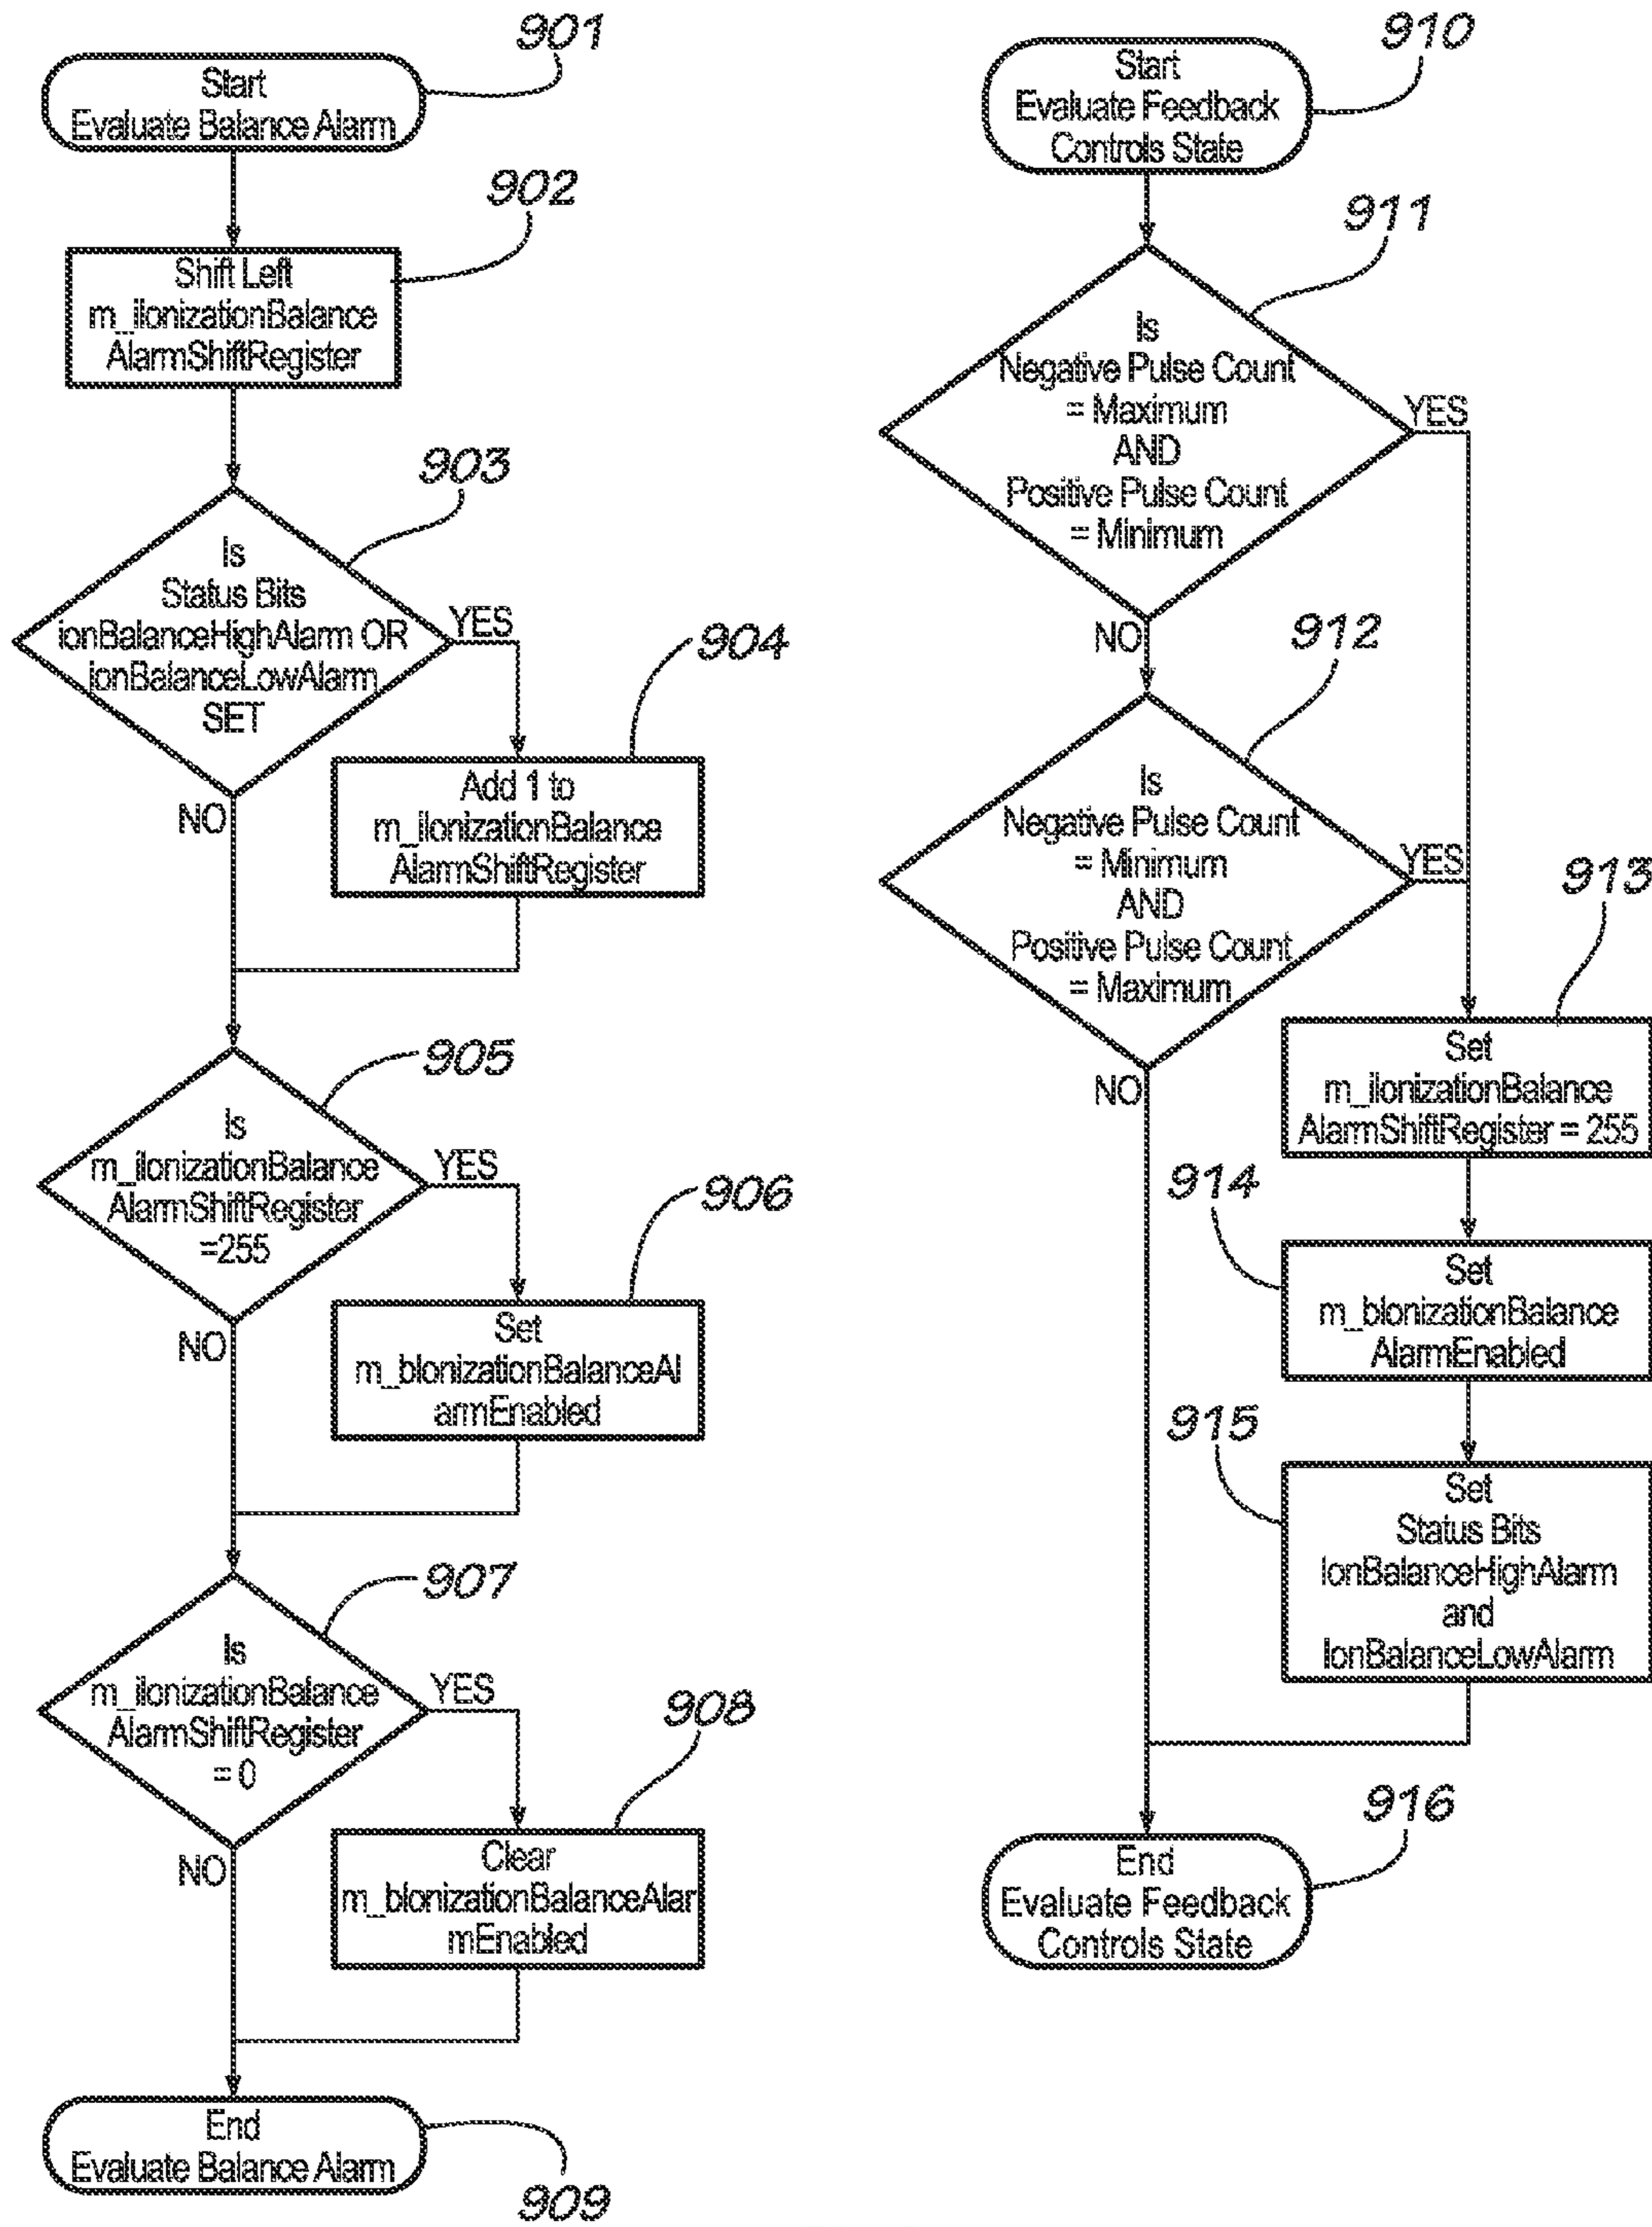 901
Start
Evaluate Balance Alarm
902
Shift Left
m_iIonizationBalance
AlarmShiftRegister
903
Is
Status Bits
ionBalanceHighAlarm OR
ionBalanceLowAlarm
SET
YES
NO
904
Add 1 to
m_iIonizationBalance
AlarmShiftRegister
905
Is
m_iIonizationBalance
AlarmShiftRegister
=255
YES
NO
906
Set
m_bIonizationBalanceAl
armEnabled
907
Is
m_iIonizationBalance
AlarmShiftRegister
= 0
YES
NO
908
Clear
m_bIonizationBalanceAlar
mEnabled
End
Evaluate Balance Alarm
909
910
Start
Evaluate Feedback
Controls State
911
Is
Negative Pulse Count
= Maximum
AND
Positive Pulse Count
= Minimum
YES
NO
912
Is
Negative Pulse Count
= Minimum
AND
Positive Pulse Count
= Maximum
YES
NO
913
Set
m_iIonizationBalance
AlarmShiftRegister = 255
914
Set
m_bIonizationBalance
AlarmEnabled
915
Set
Status Bits
IonBalanceHighAlarm
and
IonBalanceLowAlarm
916
End
Evaluate Feedback
Controls State